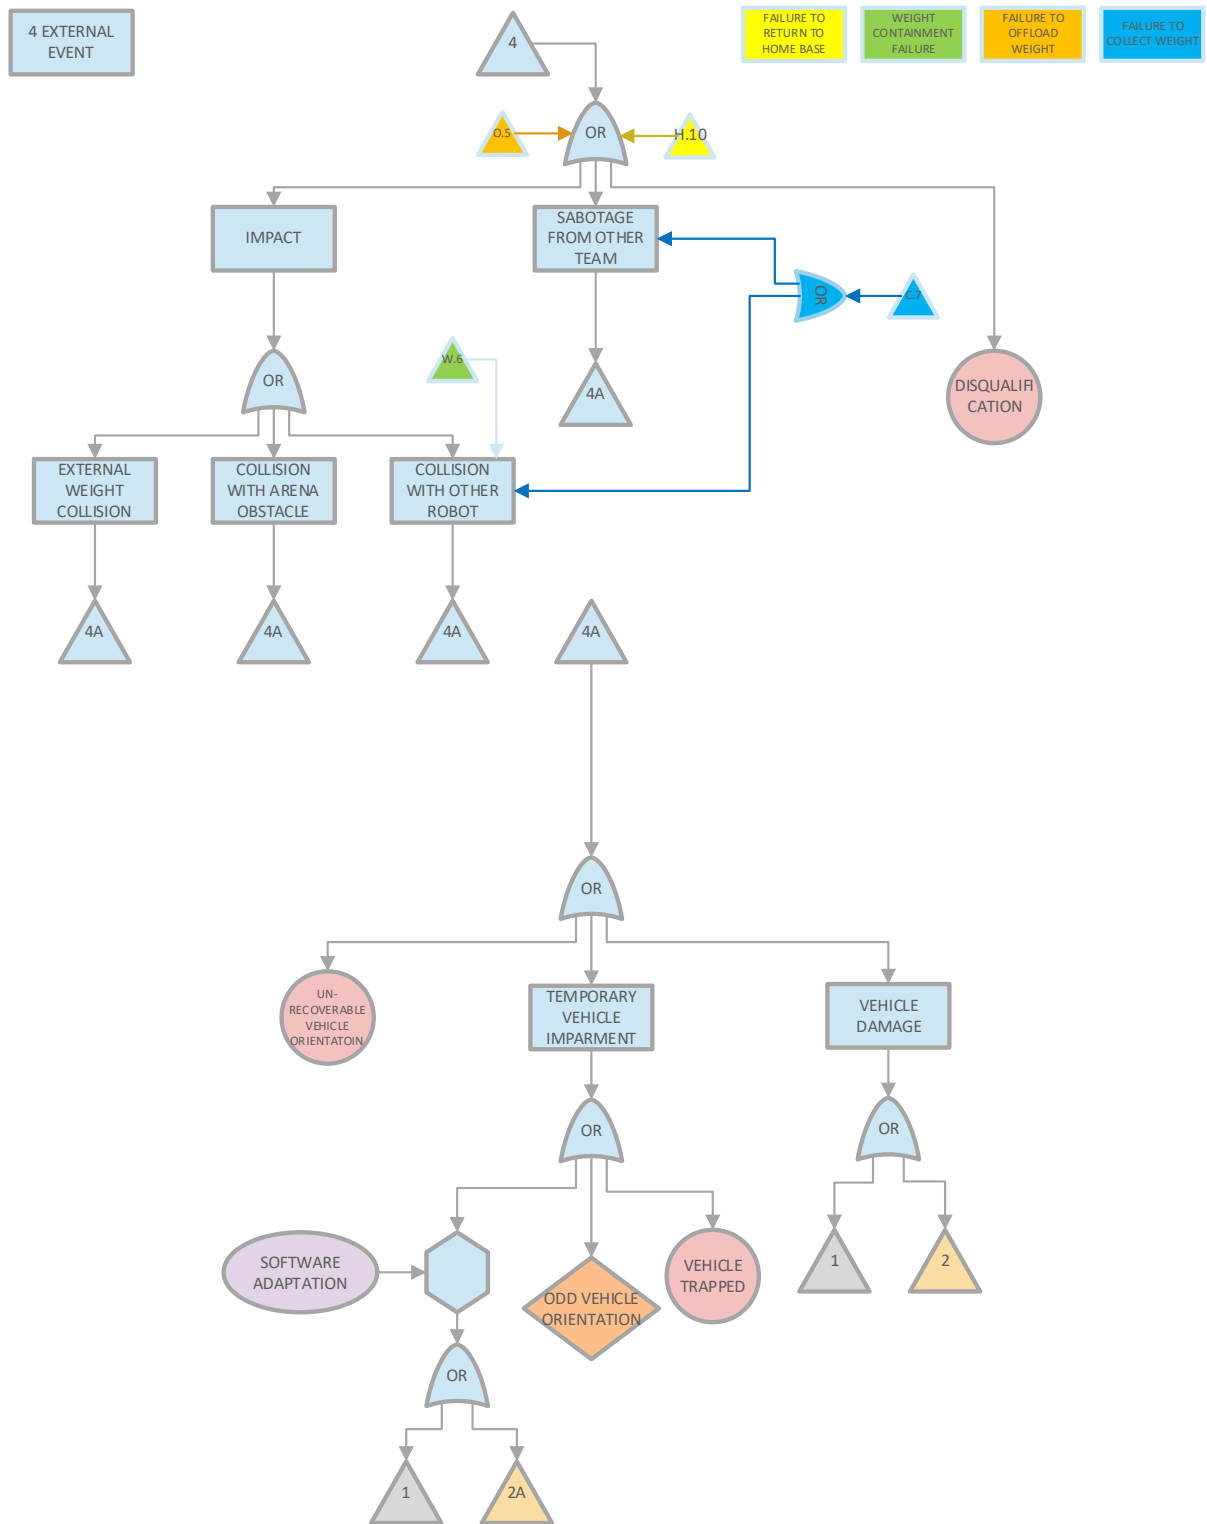 4 EXTERNAL
EVENT
4
FAILURE TO
RETURN TO
HOME BASE
WEIGHT
CONTAINMENT
FAILURE
FAILURE TO
OFFLOAD
WEIGHT
FAILURE TO
COLLECT WEIGHT
O.5
OR
H.10
IMPACT
SABOTAGE
FROM OTHER
TEAM
OR
C.7
W.6
OR
4A
DISQUALIFI
CATION
EXTERNAL
WEIGHT
COLLISION
COLLISION
WITH ARENA
OBSTACLE
COLLISION
WITH OTHER
ROBOT
4A
4A
4A
4A
OR
UN-
RECOVERABLE
VEHICLE
ORIENTATOIN
TEMPORARY
VEHICLE
IMPARMENT
VEHICLE
DAMAGE
OR
OR
SOFTWARE
ADAPTATION
ODD VEHICLE
ORIENTATION
VEHICLE
TRAPPED
1
2
OR
1
2A